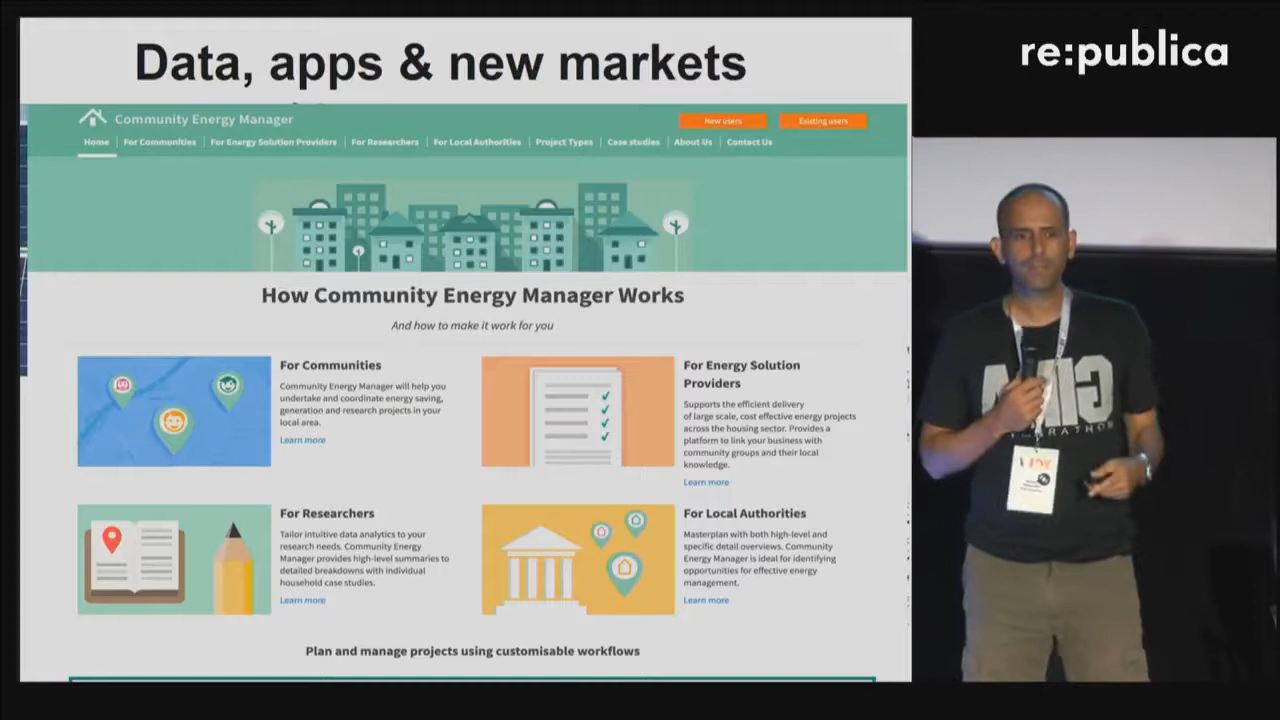 Data, apps & new markets
re:publica
Community Energy Manager
New users
Existing users
Home
For Communities
For Energy Solution Providers
For Researchers
For Local Authorities
Project Types
Case studies
About Us
Contact Us
How Community Energy Manager Works
And how to make it work for you
For Communities
Community Energy Manager will help you
undertake and coordinate energy saving,
generation and research projects in your
local area.
Learn more
For Energy Solution
Providers
Supports the efficient delivery
of large scale, cost effective energy projects
across the housing sector. Provides a
platform to link your business with
community groups and their local
knowledge.
Learn more
For Researchers
Tailor intuitive data analytics to your
research needs. Community Energy
Manager provides high-level summaries to
detailed breakdowns with individual
household case studies.
Learn more
For Local Authorities
Masterplan with both high-level and
specific detail overviews. Community
Energy Manager is ideal for identifying
opportunities for effective energy
management.
Learn more
Plan and manage projects using customisable workflows